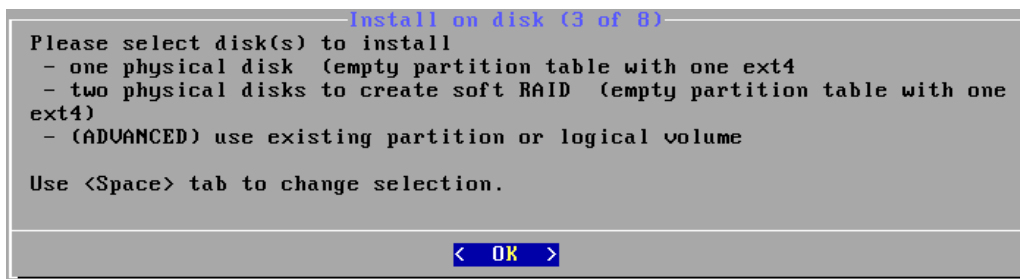 Install on disk (3 of 8)
Please select disk(s) to install
- one physical disk  (empty partition table with one ext4
- two physical disks to create soft RAID  (empty partition table with one
ext4)
- (ADVANCED) use existing partition or logical volume
Use <Space> tab to change selection.
<  OK  >